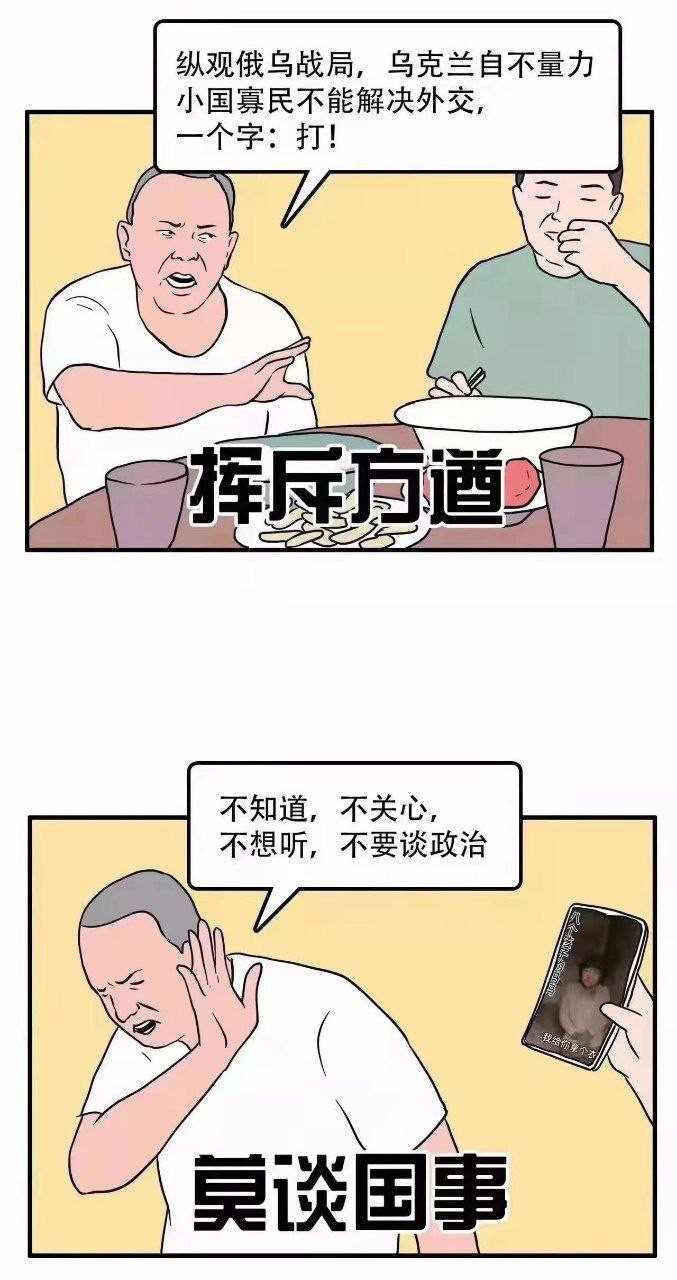 纵观俄乌战局，乌克兰自不量力
小国寡民不能解决外交，
一个字：打！
挥斥方遒
不知道，不关心，
不想听，不要谈政治
我给你拿个衣
莫谈国事